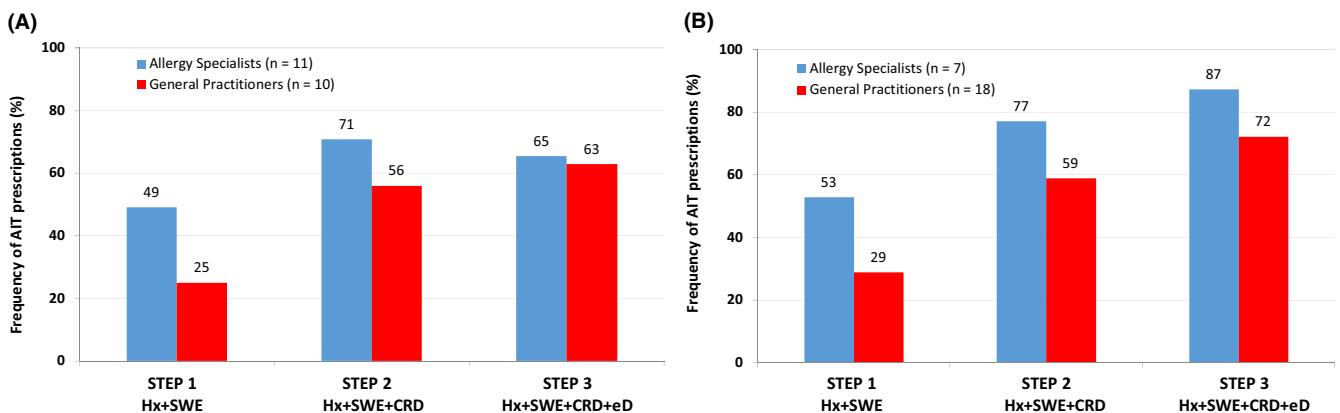 (A)
Frequency of AIT prescriptions (%)
100
80
60
40
20
0
Allergy Specialists (n = 11)
General Practitioners (n = 10)
49
25
71
56
65
63
STEP 1
Hx+SWE
STEP 2
Hx+SWE+CRD
STEP 3
Hx+SWE+CRD+eD
(B)
Frequency of AIT prescriptions (%)
100
80
60
40
20
0
Allergy Specialists (n = 7)
General Practitioners (n = 18)
53
29
77
59
87
72
STEP 1
Hx+SWE
STEP 2
Hx+SWE+CRD
STEP 3
Hx+SWE+CRD+eD